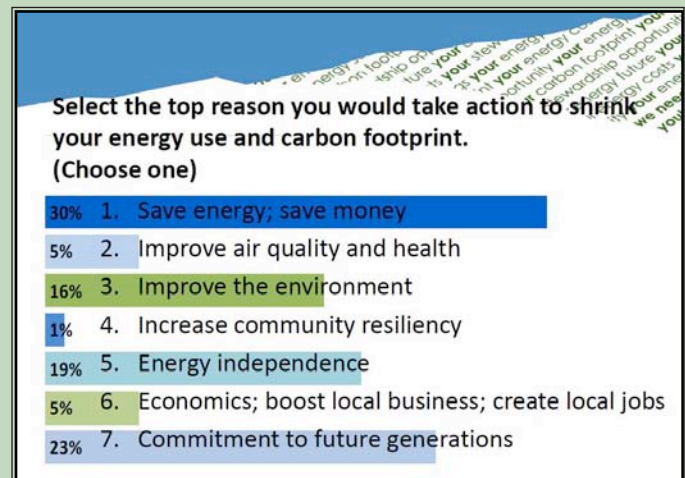 Select the top reason you would take action to shrink
your energy use and carbon footprint.
(Choose one)
30% 1. Save energy; save money
5% 2. Improve air quality and health
16% 3. Improve the environment
1% 4. Increase community resiliency
19% 5. Energy independence
5% 6. Economics; boost local business; create local jobs
23% 7. Commitment to future generations